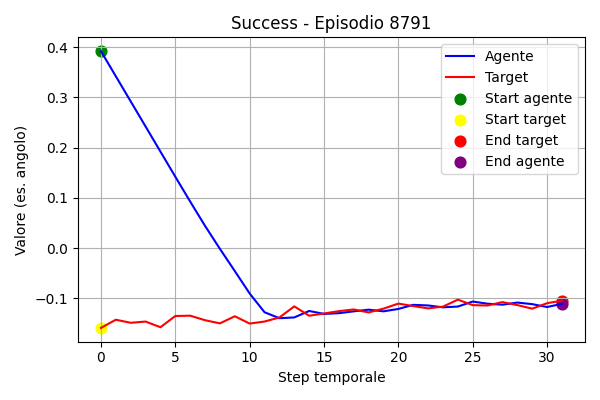 Success - Episodio 8791
Agente
Target
Start agente
Start target
End target
End agente
Valore (es. angolo)
0.4
0.3
0.2
0.1
0.0
−0.1
0 5 10 15 20 25 30
Step temporale